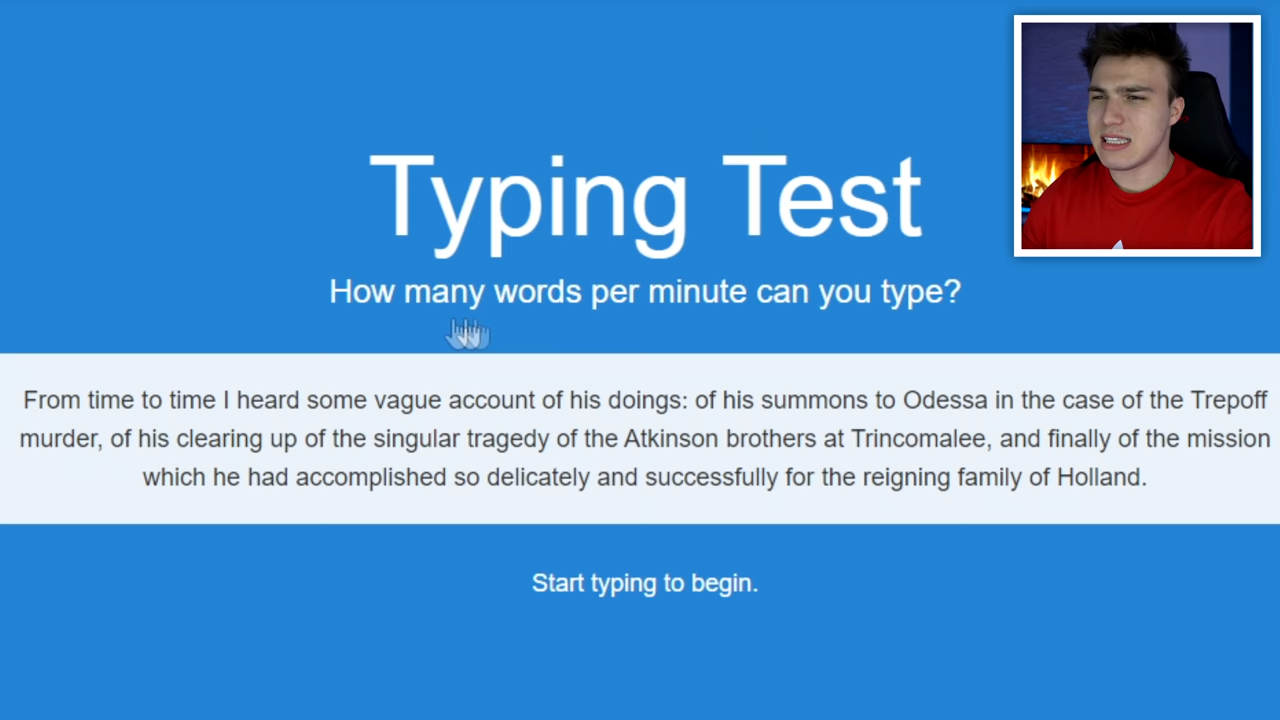 Typing Test
How many words per minute can you type?
From time to time I heard some vague account of his doings: of his summons to Odessa in the case of the Trepoff
murder, of his clearing up of the singular tragedy of the Atkinson brothers at Trincomalee, and finally of the mission
which he had accomplished so delicately and successfully for the reigning family of Holland.
Start typing to begin.